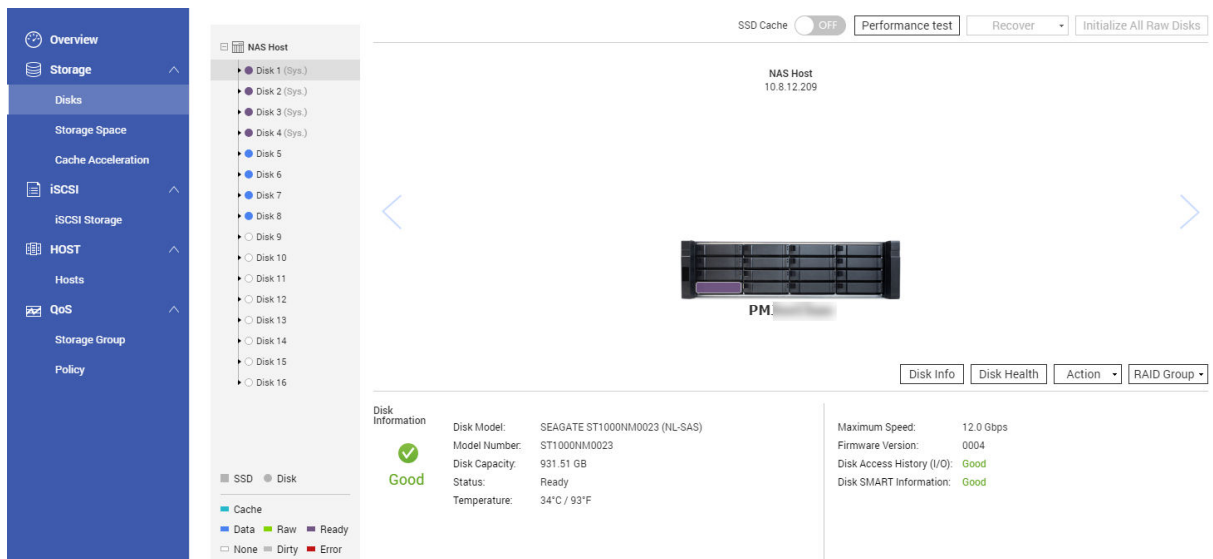 Overview
Storage
Disks
Storage Space
Cache Acceleration
iSCSI
iSCSI Storage
HOST
Hosts
QoS
Storage Group
Policy
NAS Host
Disk 1 (Sys.)
Disk 2 (Sys.)
Disk 3 (Sys.)
Disk 4 (Sys.)
Disk 5
Disk 6
Disk 7
Disk 8
Disk 9
Disk 10
Disk 11
Disk 12
Disk 13
Disk 14
Disk 15
Disk 16
SSD Disk
Cache
Data Raw Ready
None Dirty Error
SSD Cache OFF Performance test Recover Initialize All Raw Disks
NAS Host
10.8.12.209
Disk Info Disk Health Action RAID Group
Disk
Information
Good
Disk Model: SEAGATE ST1000NM0023 (NL-SAS)
Model Number: ST1000NM0023
Disk Capacity: 931.51 GB
Status: Ready
Temperature: 34°C / 93°F
Maximum Speed: 12.0 Gbps
Firmware Version: 0004
Disk Access History (I/O): Good
Disk SMART Information: Good